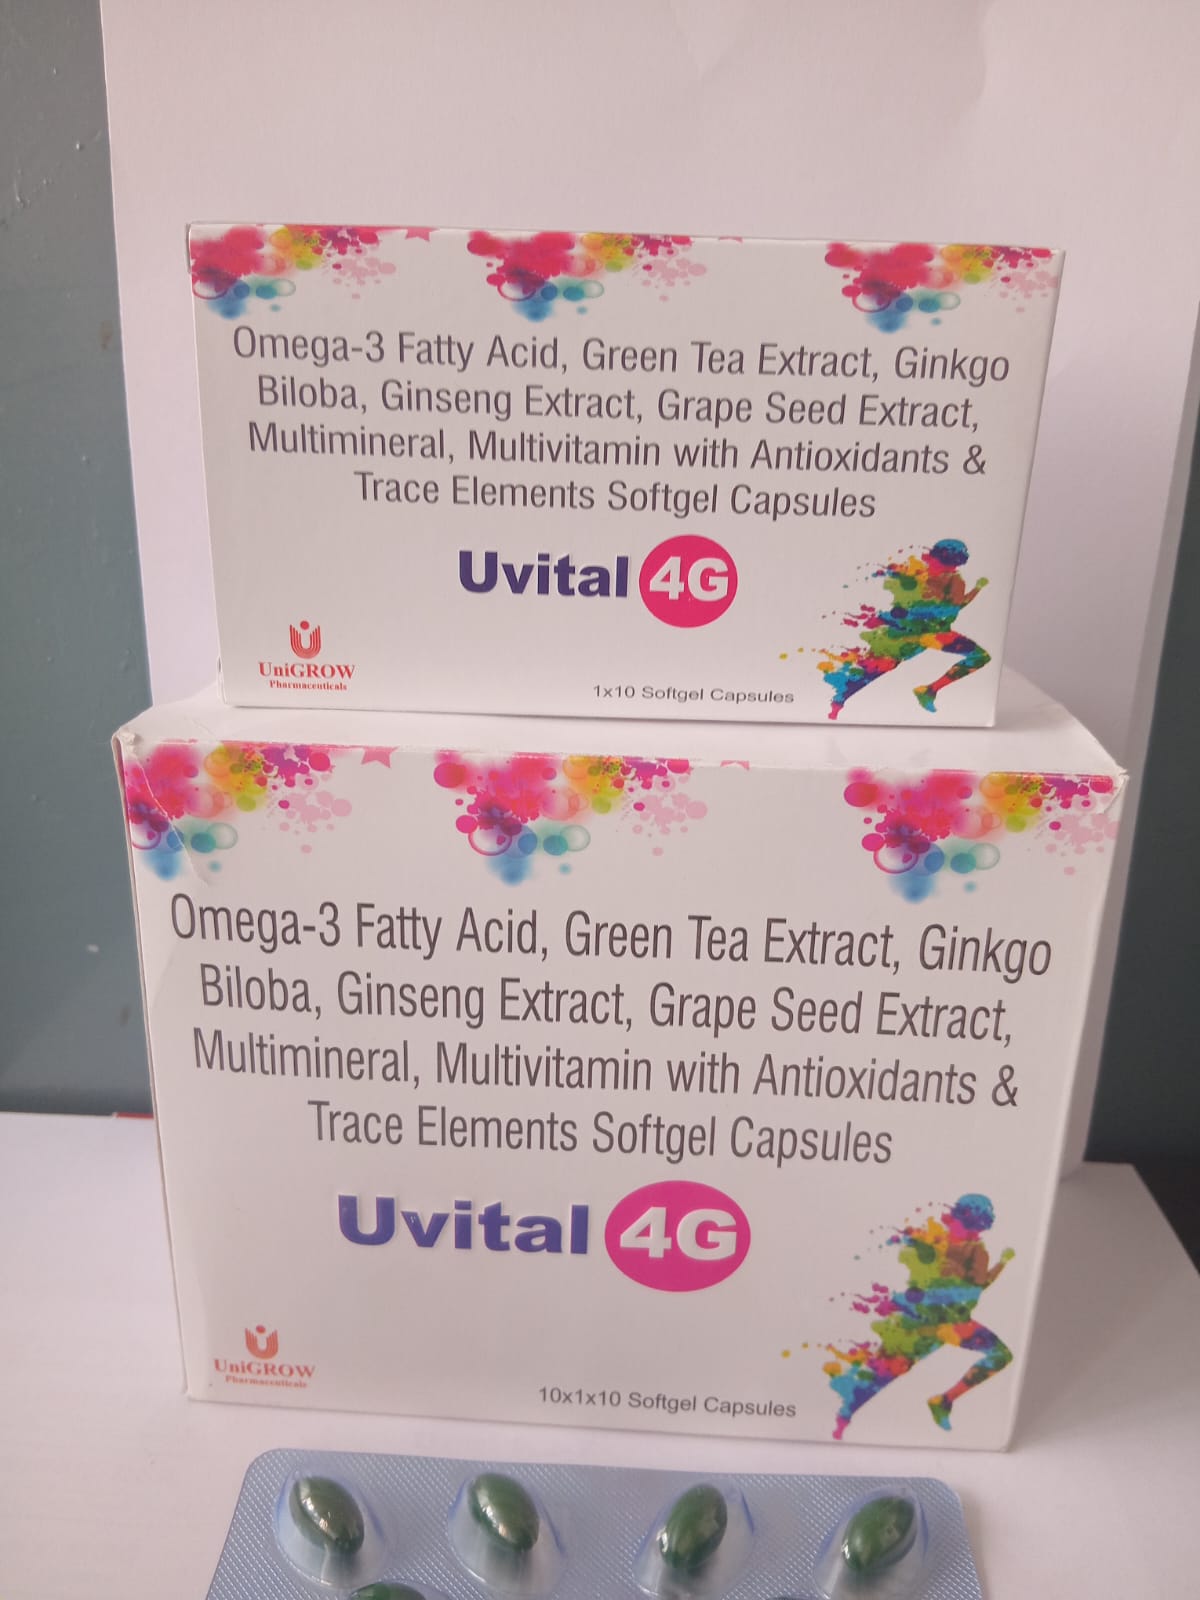 Omega-3 Fatty Acid, Green Tea Extract, Ginkgo
Biloba, Ginseng Extract, Grape Seed Extract,
Multimineral, Multivitamin with Antioxidants &
Trace Elements Softgel Capsules
Uvital 4G
UniGROW
Pharmaceuticals
1x10 Softgel Capsules
Omega-3 Fatty Acid, Green Tea Extract, Ginkgo
Biloba, Ginseng Extract, Grape Seed Extract,
Multimineral, Multivitamin with Antioxidants &
Trace Elements Softgel Capsules
Uvital 4G
UniGROW
Pharmaceuticals
10x1x10 Softgel Capsules